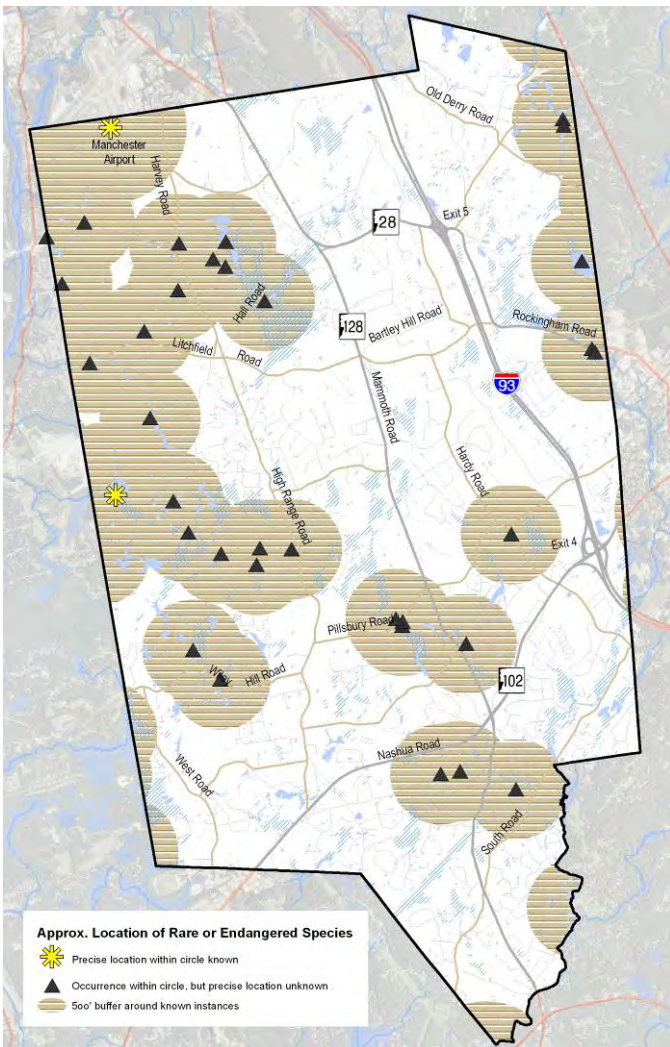 Old Derry Road
Manchester
Airport
Harvey Road
28
Exit 5
Hall Road
128
Rockingham Road
Bartley Hill Road
Litchfield
Road
Mammoth Road
93
Hardy Road
High Range Road
Exit 4
Pillsbury Road
Wiley
Hill Road
102
Nashua Road
West Road
South Road
Approx. Location of Rare or Endangered Species
Precise location within circle known
Occurrence within circle, but precise location unknown
500' buffer around known instances